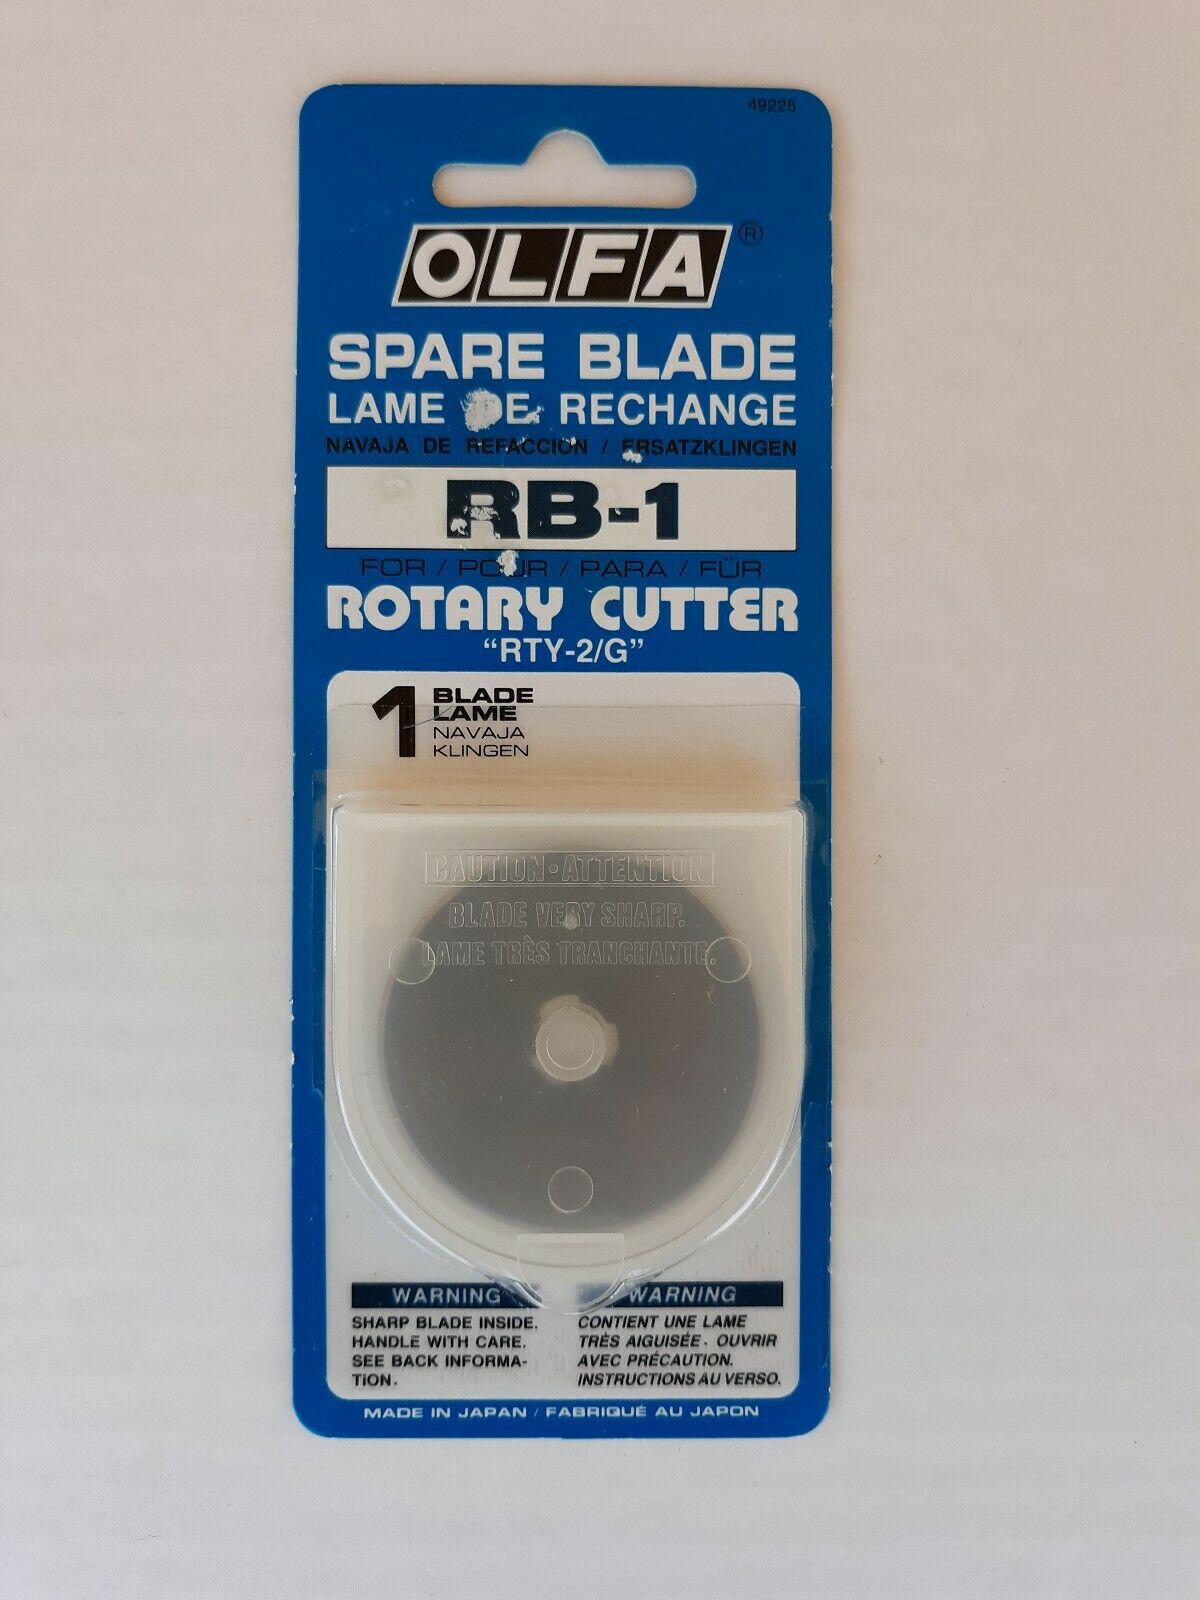 49225
OLFA®
SPARE BLADE
LAME DE RECHANGE
NAVAJA DE REFACCION / ERSATZKLINGEN
RB-1
FOR / POUR / PARA / FÜR
ROTARY CUTTER
“RTY-2/G”
1 BLADE
LAME
NAVAJA
KLINGEN
CAUTION·ATTENTION
BLADE VERY SHARP.
LAME TRÈS TRANCHANTE.
WARNING
SHARP BLADE INSIDE.
HANDLE WITH CARE.
SEE BACK INFORMA-
TION.
WARNING
CONTIENT UNE LAME
TRÈS AIGUISÉE. OUVRIR
AVEC PRÉCAUTION.
INSTRUCTIONS AU VERSO.
MADE IN JAPAN / FABRIQUÉ AU JAPON